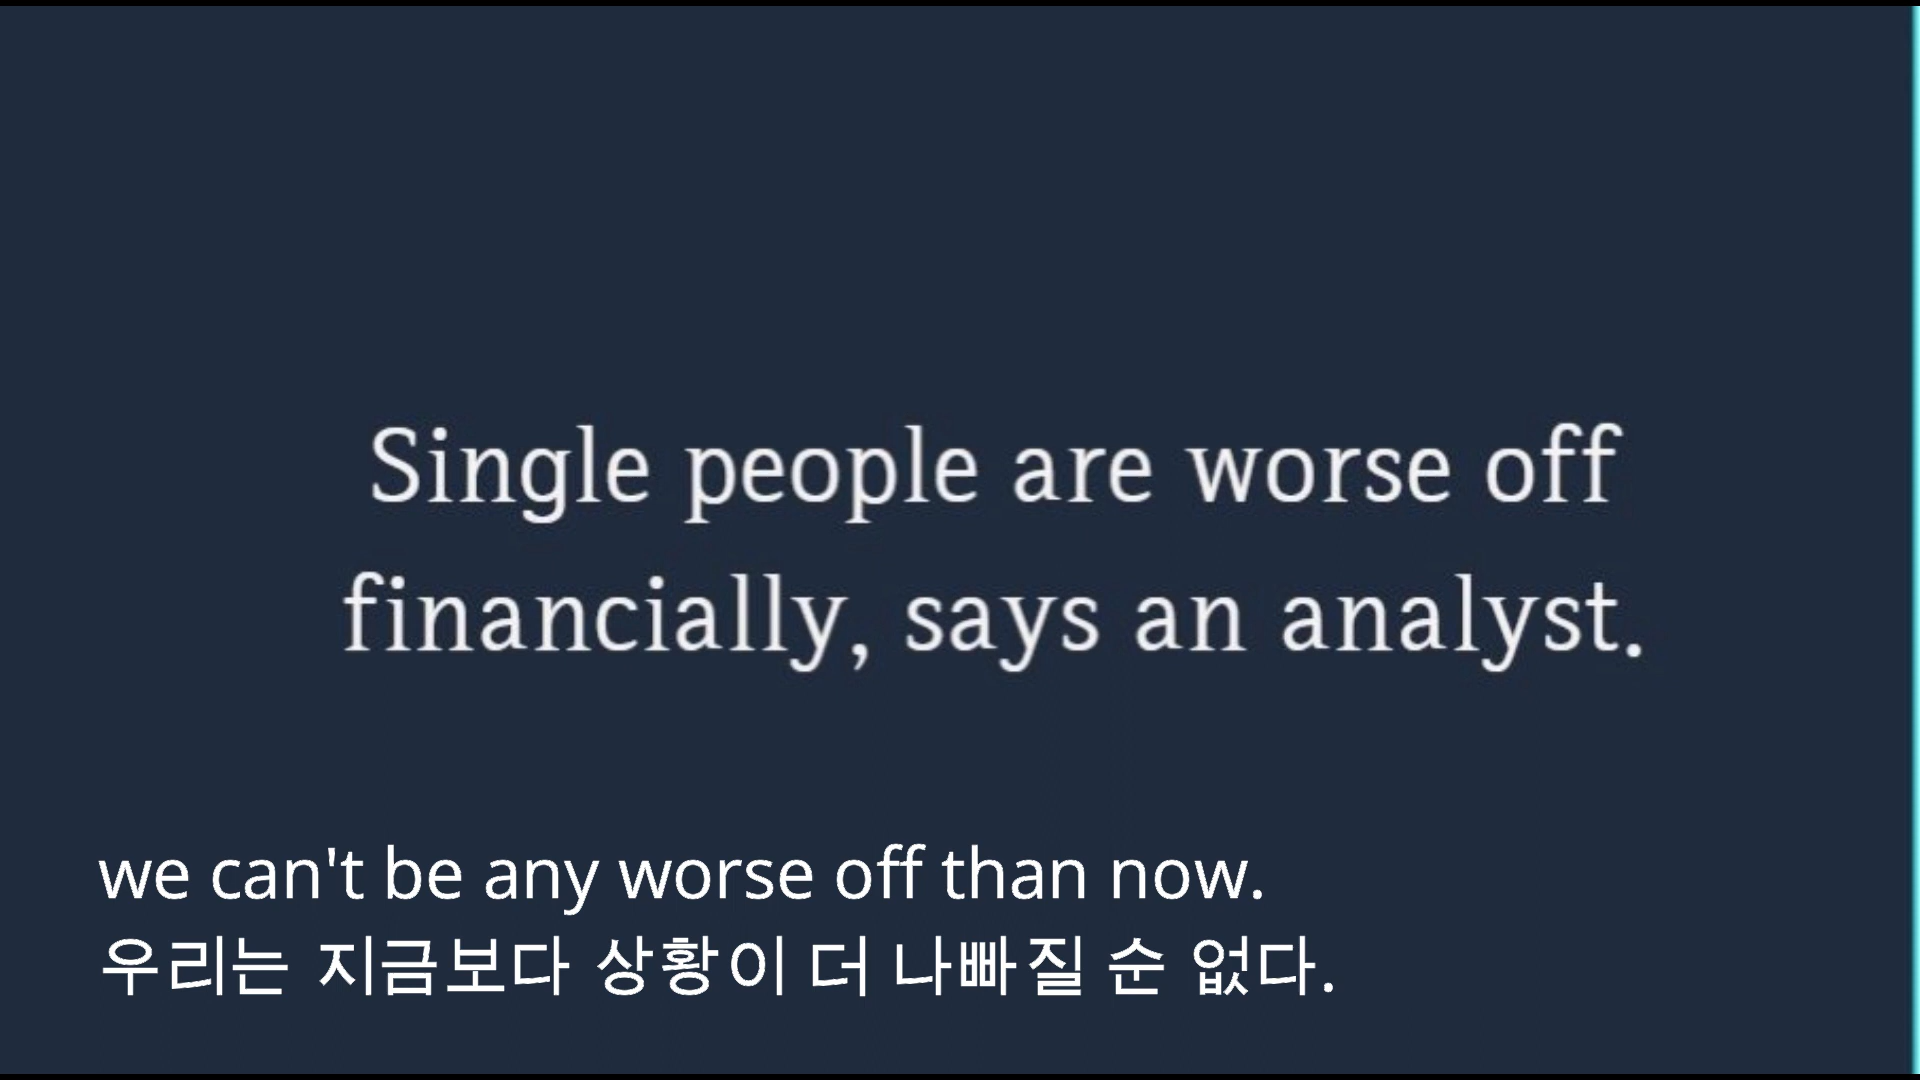 Single people are worse off
financially, says an analyst.
we can't be any worse off than now.
우리는 지금보다 상황이 더 나빠질 순 없다.